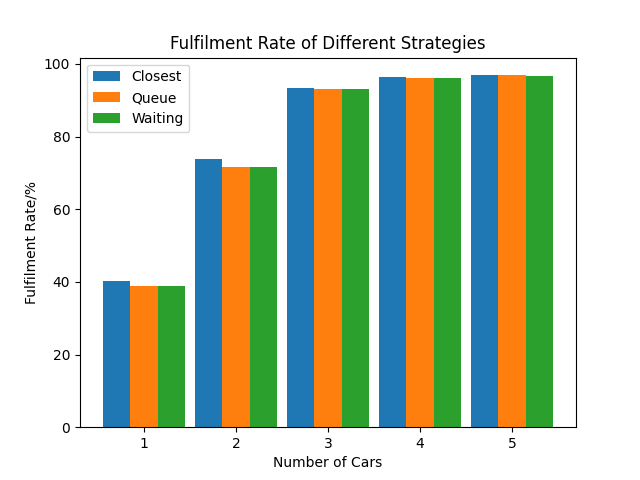 Fulfilment Rate of Different Strategies
100
80
60
40
20
0
Fulfilment Rate/%
Closest
Queue
Waiting
1 2 3 4 5
Number of Cars